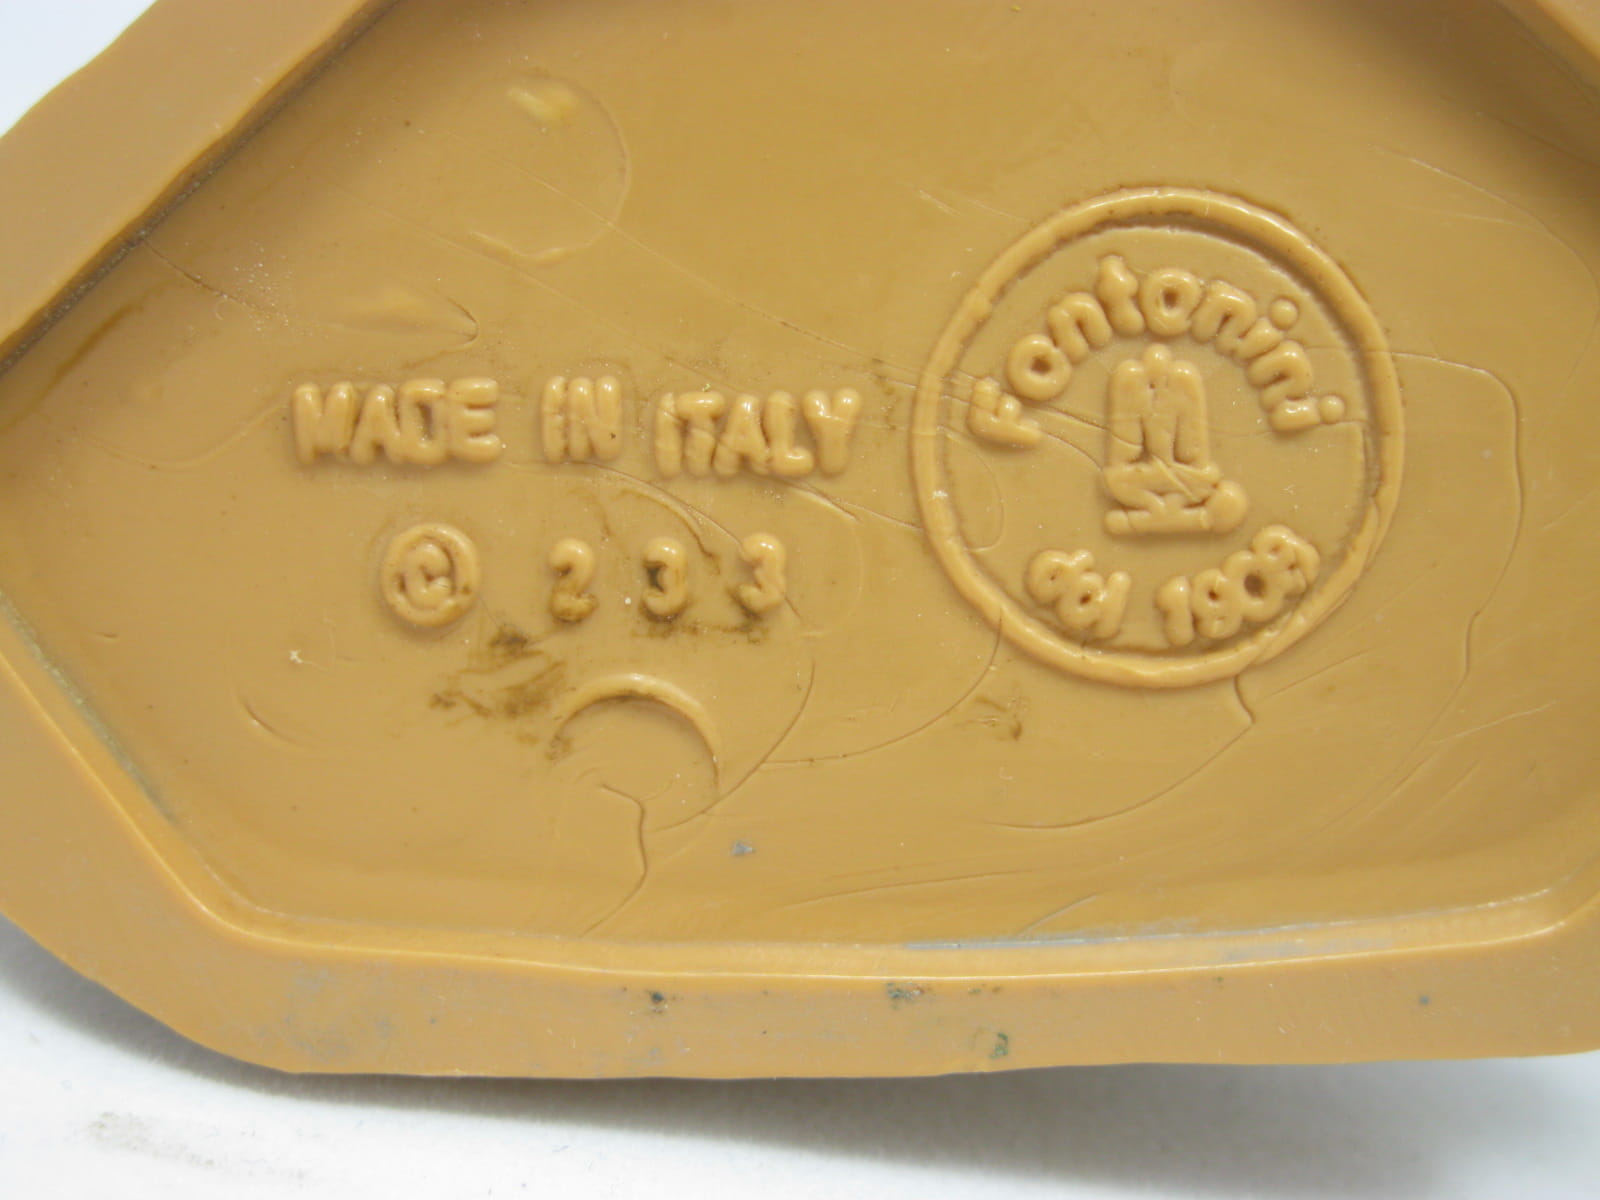 MADE IN ITALY
© 233
Fontanini
dal 1908